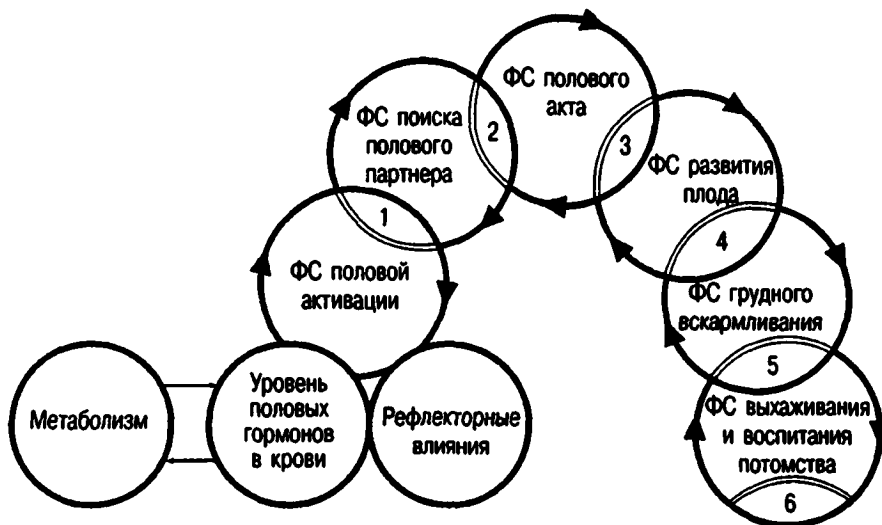 ФС полового
акта
2
ФС поиска
полового
партнера
3
ФС развития
плода
1
4
ФС половой
активации
ФС грудного
вскармливания
5
Метаболизм
Уровень
половых
гормонов
в крови
Рефлекторные
влияния
ФС выхаживания
и воспитания
потомства
6